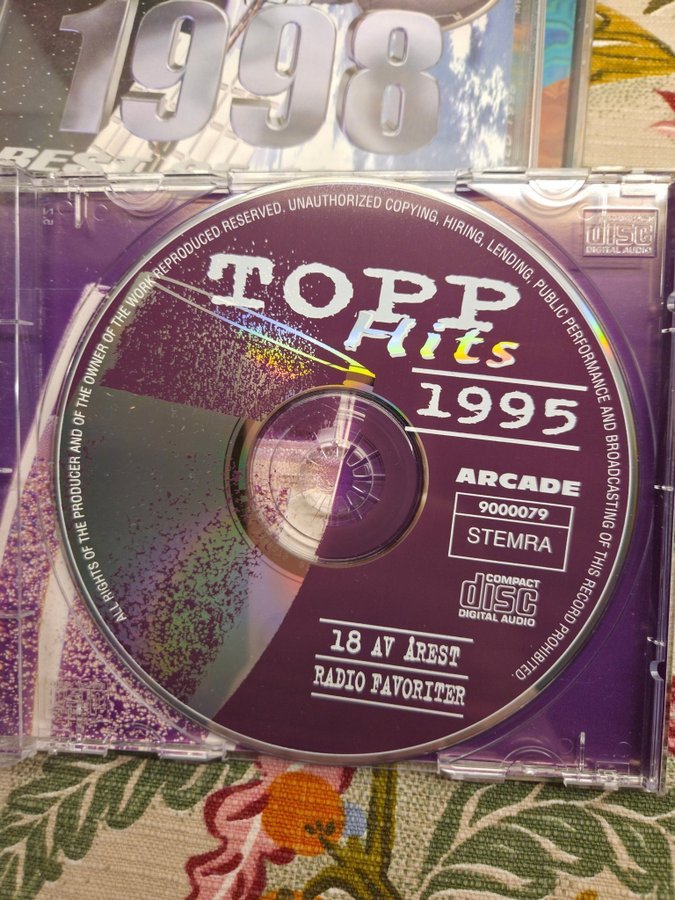 1998
BEST
ALL RIGHTS OF THE PRODUCER AND OF THE OWNER OF THE WORK REPRODUCED RESERVED. UNAUTHORIZED COPYING, HIRING, LENDING, PUBLIC PERFORMANCE AND BROADCASTING OF THIS RECORD PROHIBITED.
TOPP
Hits
1995
ARCADE
9000079
STEMRA
COMPACT
disc
DIGITAL AUDIO
18 AV ÅREST
RADIO FAVORITER
disc
DIGITAL AUDIO